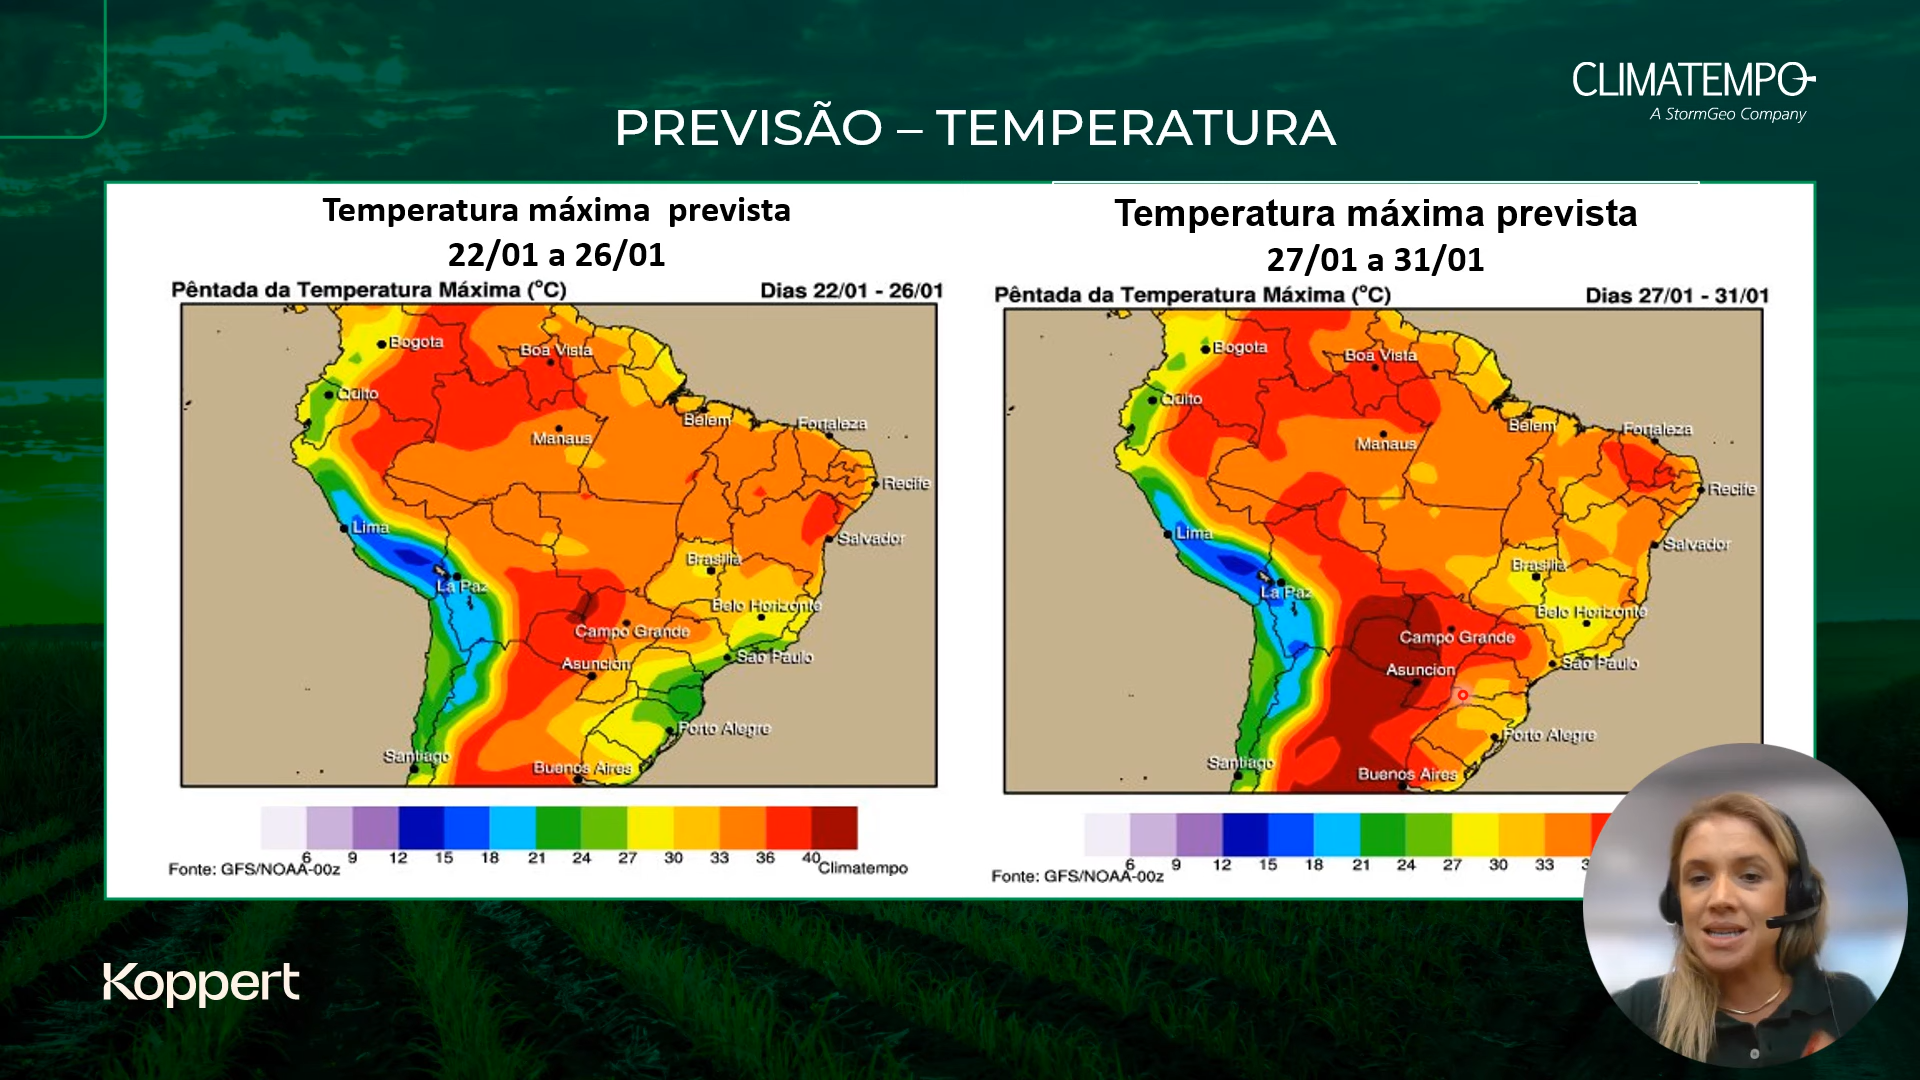 CLIMATEMPO
A StormGeo Company
PREVISÃO – TEMPERATURA
Temperatura máxima prevista
22/01 a 26/01
Pêntada da Temperatura Máxima (°C) Dias 22/01 - 26/01
Bogota
Boa Vista
Quito
Belem
Fortaleza
Manaus
Recife
Lima
Salvador
Brasilia
La Paz
Belo Horizonte
Campo Grande
Sao Paulo
Asuncion
Porto Alegre
Santiago
Buenos Aires
6 9 12 15 18 21 24 27 30 33 36 40
Fonte: GFS/NOAA-00z
Climatempo
Temperatura máxima prevista
27/01 a 31/01
Pêntada da Temperatura Máxima (°C) Dias 27/01 - 31/01
Bogota
Boa Vista
Quito
Belem
Fortaleza
Manaus
Recife
Lima
Salvador
Brasilia
La Paz
Belo Horizonte
Campo Grande
Sao Paulo
Asuncion
Porto Alegre
Santiago
Buenos Aires
6 9 12 15 18 21 24 27 30 33
Fonte: GFS/NOAA-00z
Koppert